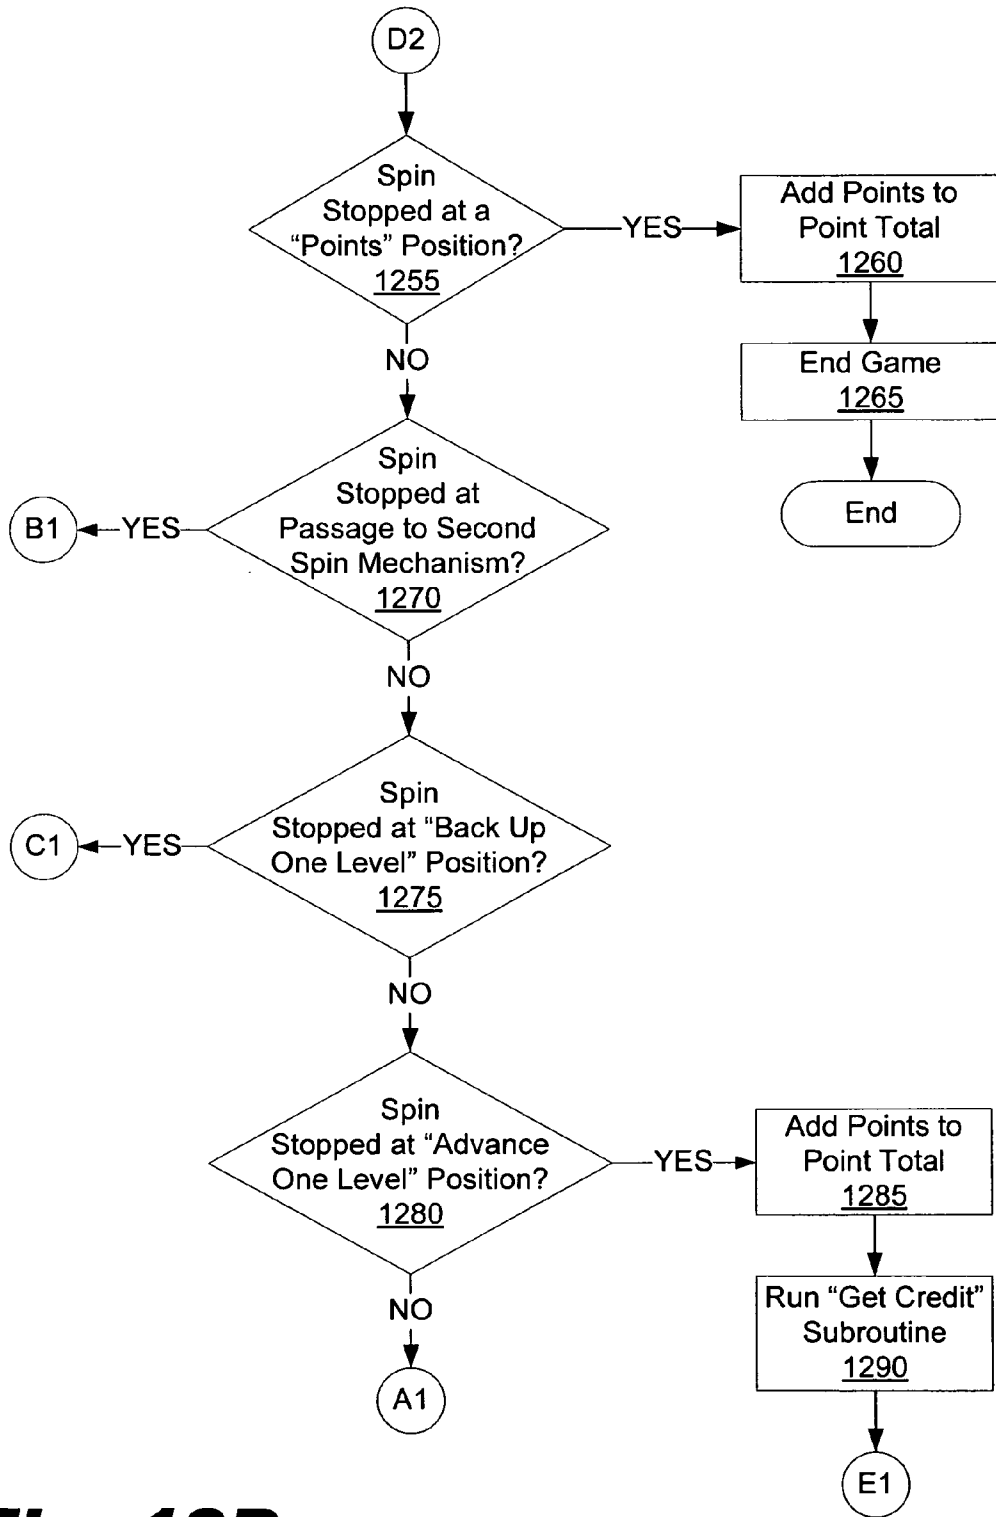 D2
Spin
Stopped at a
“Points” Position?
1255
YES
Add Points to
Point Total
1260
NO
End Game
1265
End
Spin
Stopped at
Passage to Second
Spin Mechanism?
1270
YES
B1
NO
Spin
Stopped at “Back Up
One Level” Position?
1275
YES
C1
NO
Spin
Stopped at “Advance
One Level” Position?
1280
YES
Add Points to
Point Total
1285
NO
Run “Get Credit”
Subroutine
1290
A1
E1